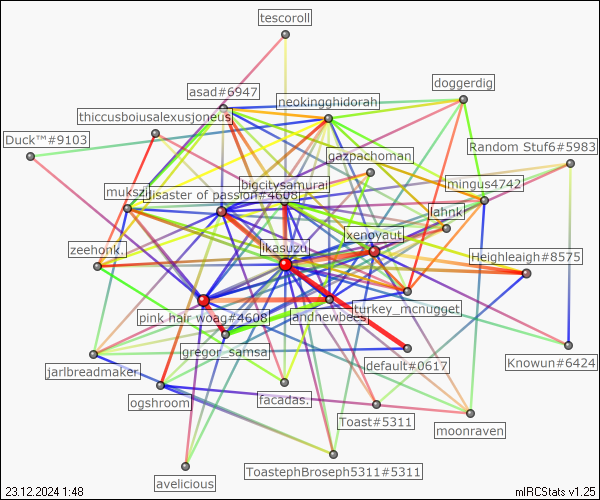 tescoroll
doggerdig
asad#6947
neokingghidorah
thiccusboiusalexusjoneus
Duck™#9103
Random Stuf6#5983
gazpachoman
bigcitysamurai
mingus4742
mukszi
disaster of passion#4608
lahnki
xenoyaut
ikasuzu
zeehonk.
Heighleaigh#8575
turkey_mcnugget
pink hair woag#4608
andnewbees
gregor_samsa
default#0617
Knowun#6424
jarlbreadmaker
ogshroom
facadas.
Toast#5311
moonraven
ToastephBroseph5311#5311
avelicious
23.12.2024 1:48
mIRCStats v1.25